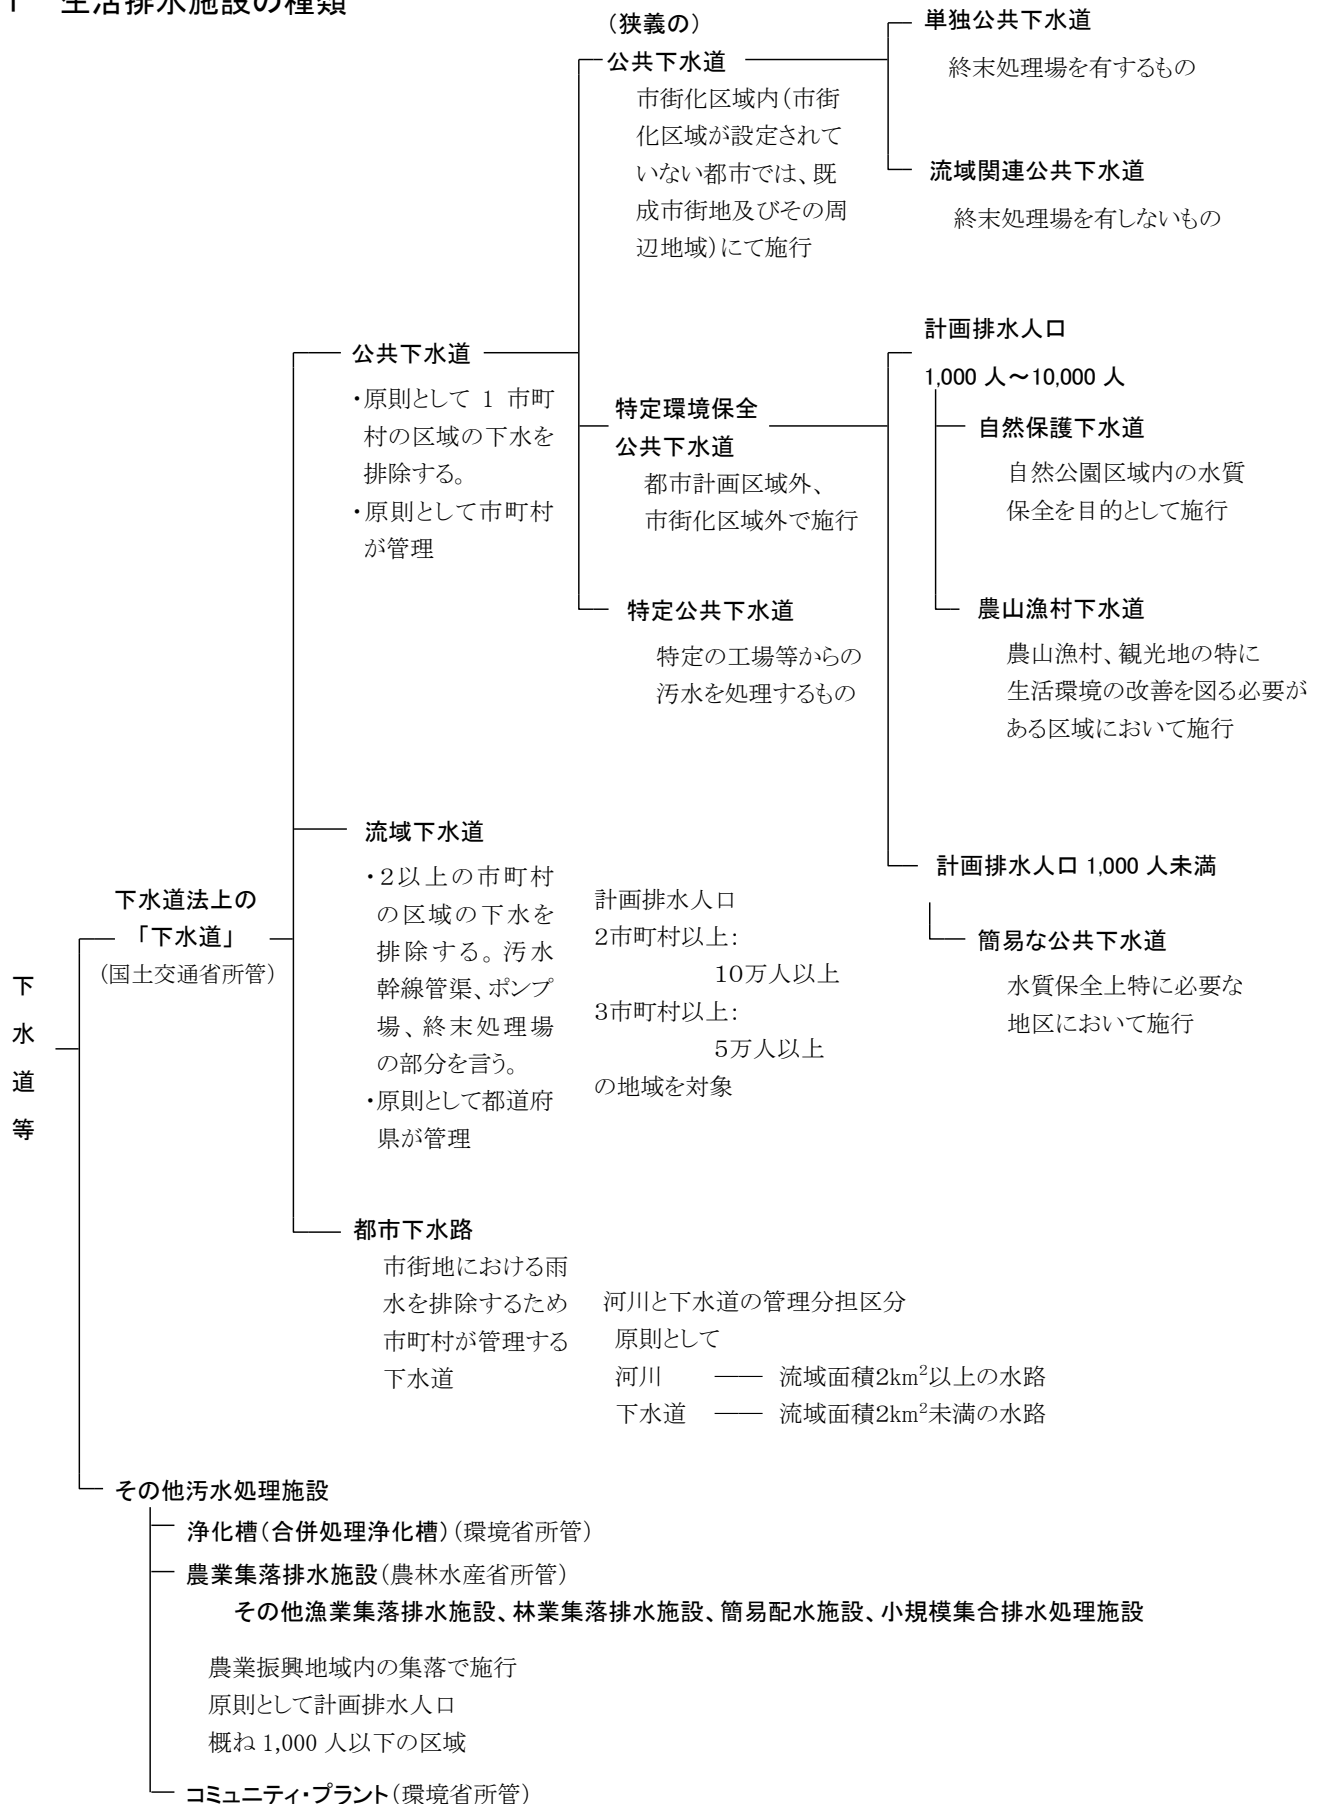 1 生活排水施設の種類
(狭義の)
公共下水道
市街化区域内(市街
化区域が設定されて
いない都市では、既
成市街地及びその周
辺地域)にて施行
単独公共下水道
終末処理場を有するもの
流域関連公共下水道
終末処理場を有しないもの
公共下水道
・原則として 1 市町
村の区域の下水を
排除する。
・原則として市町村
が管理
特定環境保全
公共下水道
都市計画区域外、
市街化区域外で施行
計画排水人口
1,000 人～10,000 人
自然保護下水道
自然公園区域内の水質
保全を目的として施行
農山漁村下水道
農山漁村、観光地の特に
生活環境の改善を図る必要が
ある区域において施行
特定公共下水道
特定の工場等からの
汚水を処理するもの
計画排水人口 1,000 人未満
簡易な公共下水道
水質保全上特に必要な
地区において施行
流域下水道
・2以上の市町村
の区域の下水を
排除する。汚水
幹線管渠、ポンプ
場、終末処理場
の部分を言う。
・原則として都道府
県が管理
計画排水人口
2市町村以上：
10万人以上
3市町村以上：
5万人以上
の地域を対象
下水道法上の
「下水道」
(国土交通省所管)
下水道等
都市下水路
市街地における雨
水を排除するため
市町村が管理する
下水道
河川と下水道の管理分担区分
原則として
河川 ―― 流域面積2km²以上の水路
下水道 ―― 流域面積2km²未満の水路
その他汚水処理施設
浄化槽(合併処理浄化槽)(環境省所管)
農業集落排水施設(農林水産省所管)
その他漁業集落排水施設、林業集落排水施設、簡易配水施設、小規模集合排水処理施設
農業振興地域内の集落で施行
原則として計画排水人口
概ね 1,000 人以下の区域
コミュニティ・プラント(環境省所管)